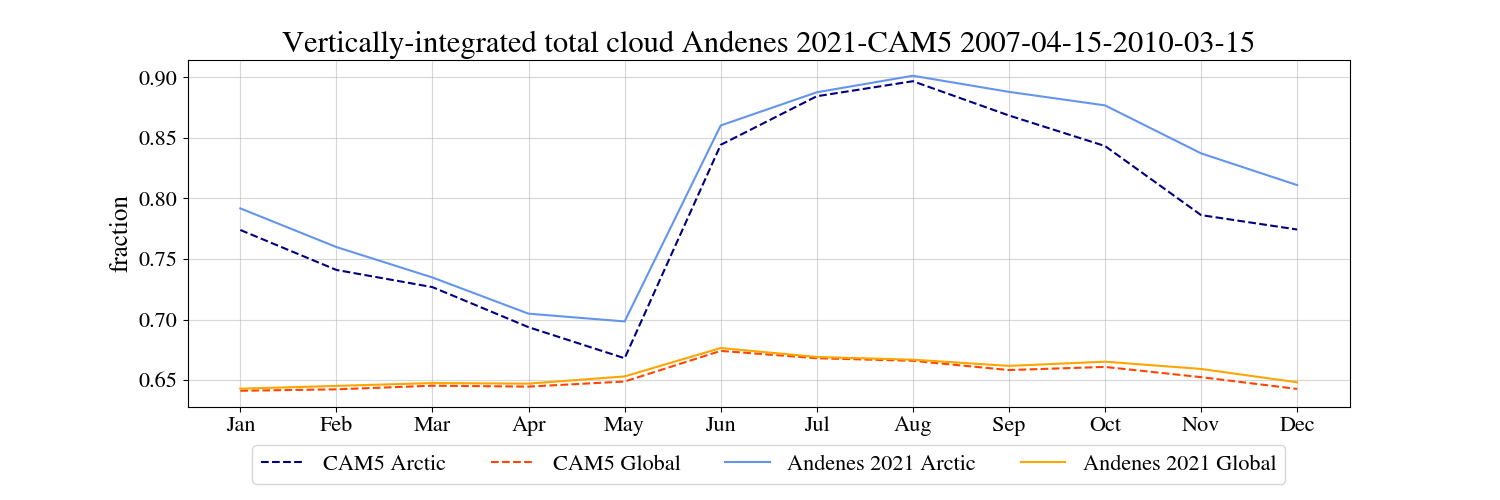 Vertically-integrated total cloud Andenes 2021-CAM5 2007-04-15-2010-03-15
fraction
0.90
0.85
0.80
0.75
0.70
0.65
Jan Feb Mar Apr May Jun Jul Aug Sep Oct Nov Dec
CAM5 Arctic CAM5 Global Andenes 2021 Arctic Andenes 2021 Global